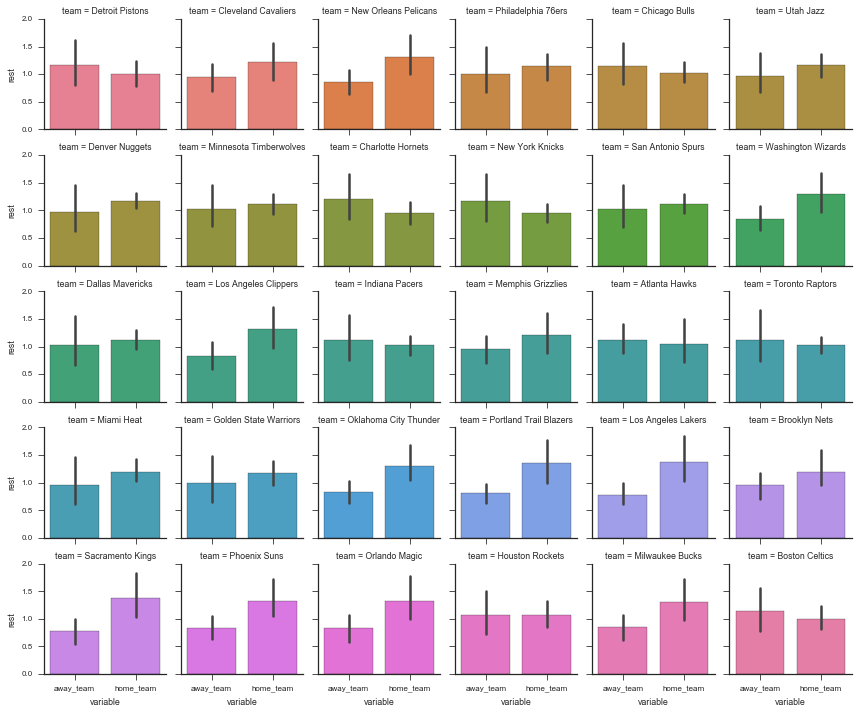 team = Detroit Pistons team = Cleveland Cavaliers team = New Orleans Pelicans team = Philadelphia 76ers team = Chicago Bulls team = Utah Jazz
2.0
1.5
rest
1.0
0.5
0.0
team = Denver Nuggets team = Minnesota Timberwolves team = Charlotte Hornets team = New York Knicks team = San Antonio Spurs team = Washington Wizards
2.0
1.5
rest
1.0
0.5
0.0
team = Dallas Mavericks team = Los Angeles Clippers team = Indiana Pacers team = Memphis Grizzlies team = Atlanta Hawks team = Toronto Raptors
2.0
1.5
rest
1.0
0.5
0.0
team = Miami Heat team = Golden State Warriors team = Oklahoma City Thunder team = Portland Trail Blazers team = Los Angeles Lakers team = Brooklyn Nets
2.0
1.5
rest
1.0
0.5
0.0
team = Sacramento Kings team = Phoenix Suns team = Orlando Magic team = Houston Rockets team = Milwaukee Bucks team = Boston Celtics
2.0
1.5
rest
1.0
0.5
0.0
away_team home_team away_team home_team away_team home_team away_team home_team away_team home_team away_team home_team
variable variable variable variable variable variable